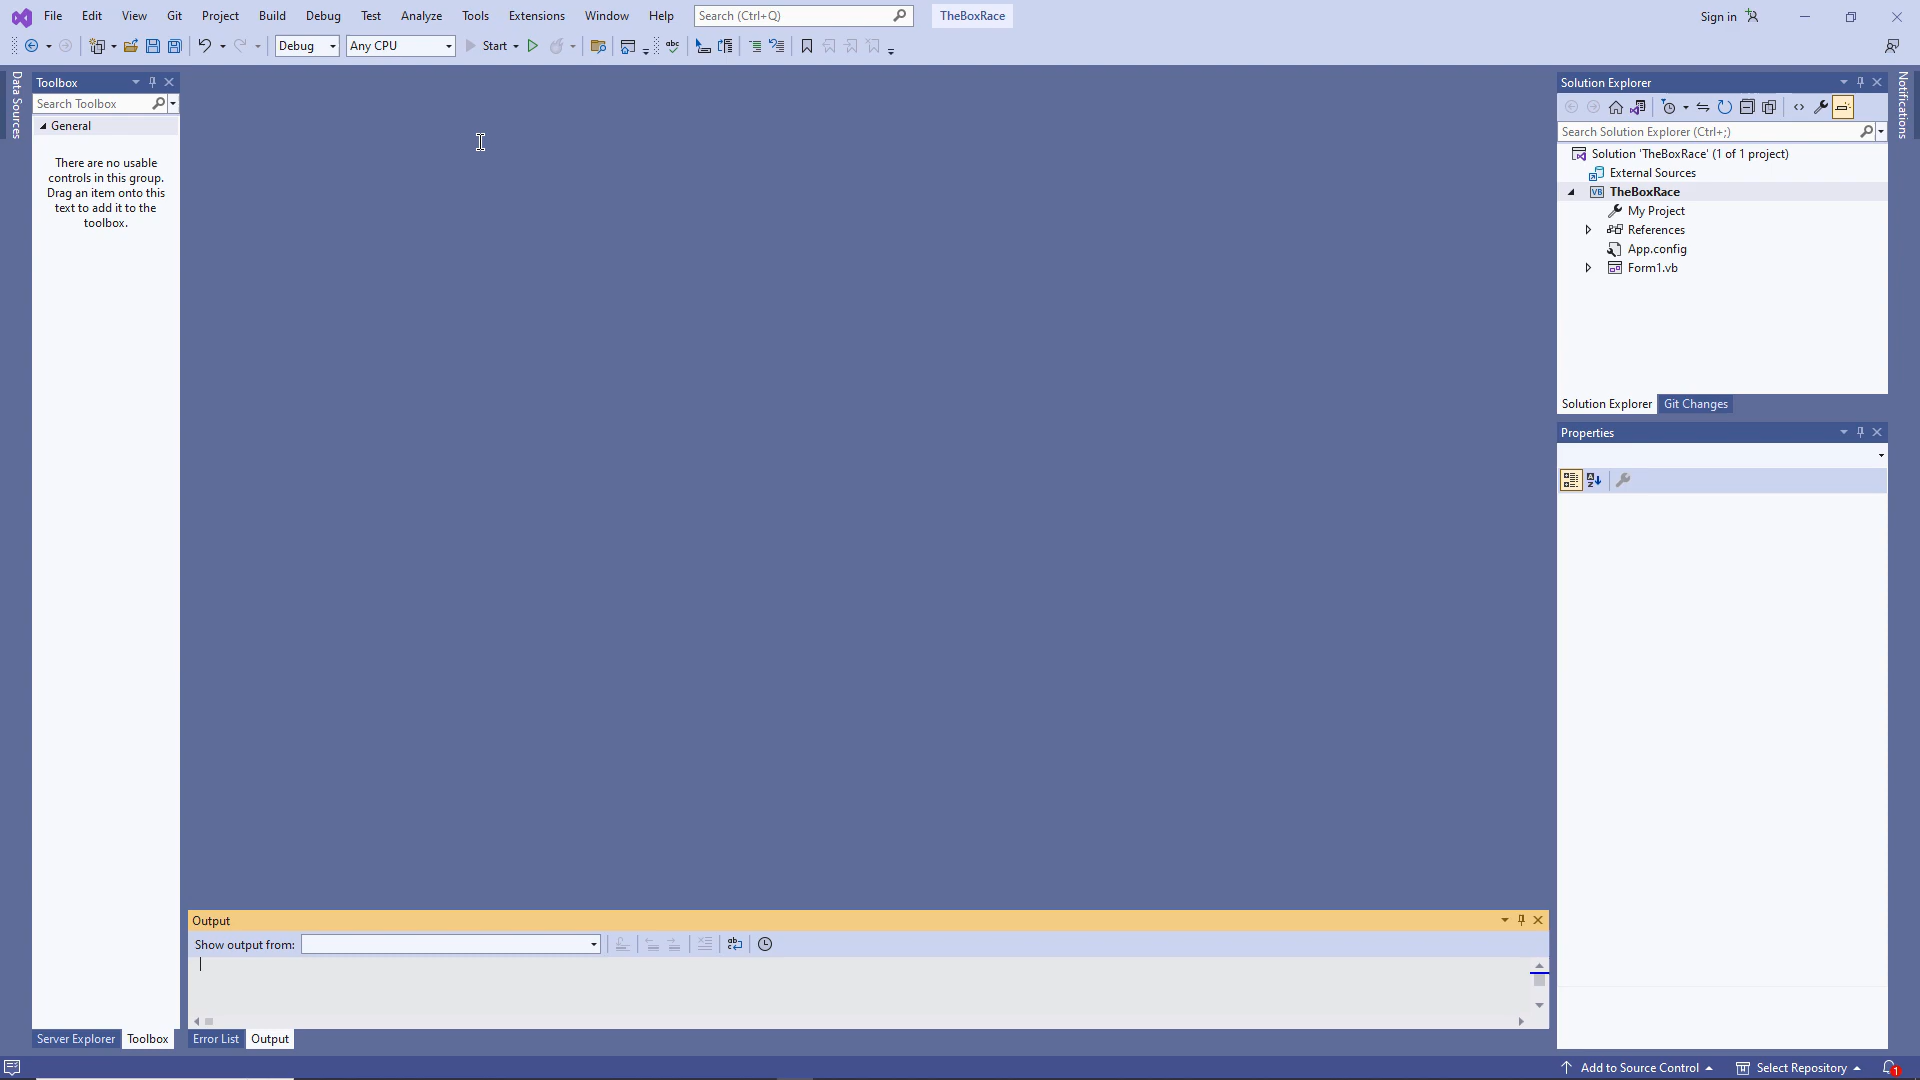 File Edit View Git Project Build Debug Test Analyze Tools Extensions Window Help Search (Ctrl+Q) TheBoxRace Sign in
Debug Any CPU Start
Data Sources
Toolbox
Search Toolbox
General
There are no usable
controls in this group.
Drag an item onto this
text to add it to the
toolbox.
Server Explorer Toolbox
Output
Show output from:
Error List Output
Solution Explorer
Search Solution Explorer (Ctrl+;)
Solution 'TheBoxRace' (1 of 1 project)
External Sources
VB TheBoxRace
My Project
References
App.config
Form1.vb
Solution Explorer Git Changes
Properties
Notifications
Add to Source Control Select Repository 1